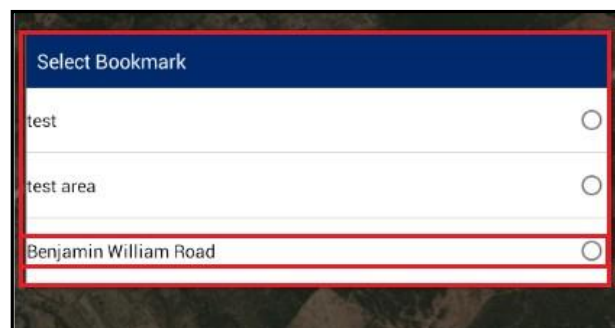 Select Bookmark
test
test area
Benjamin William Road